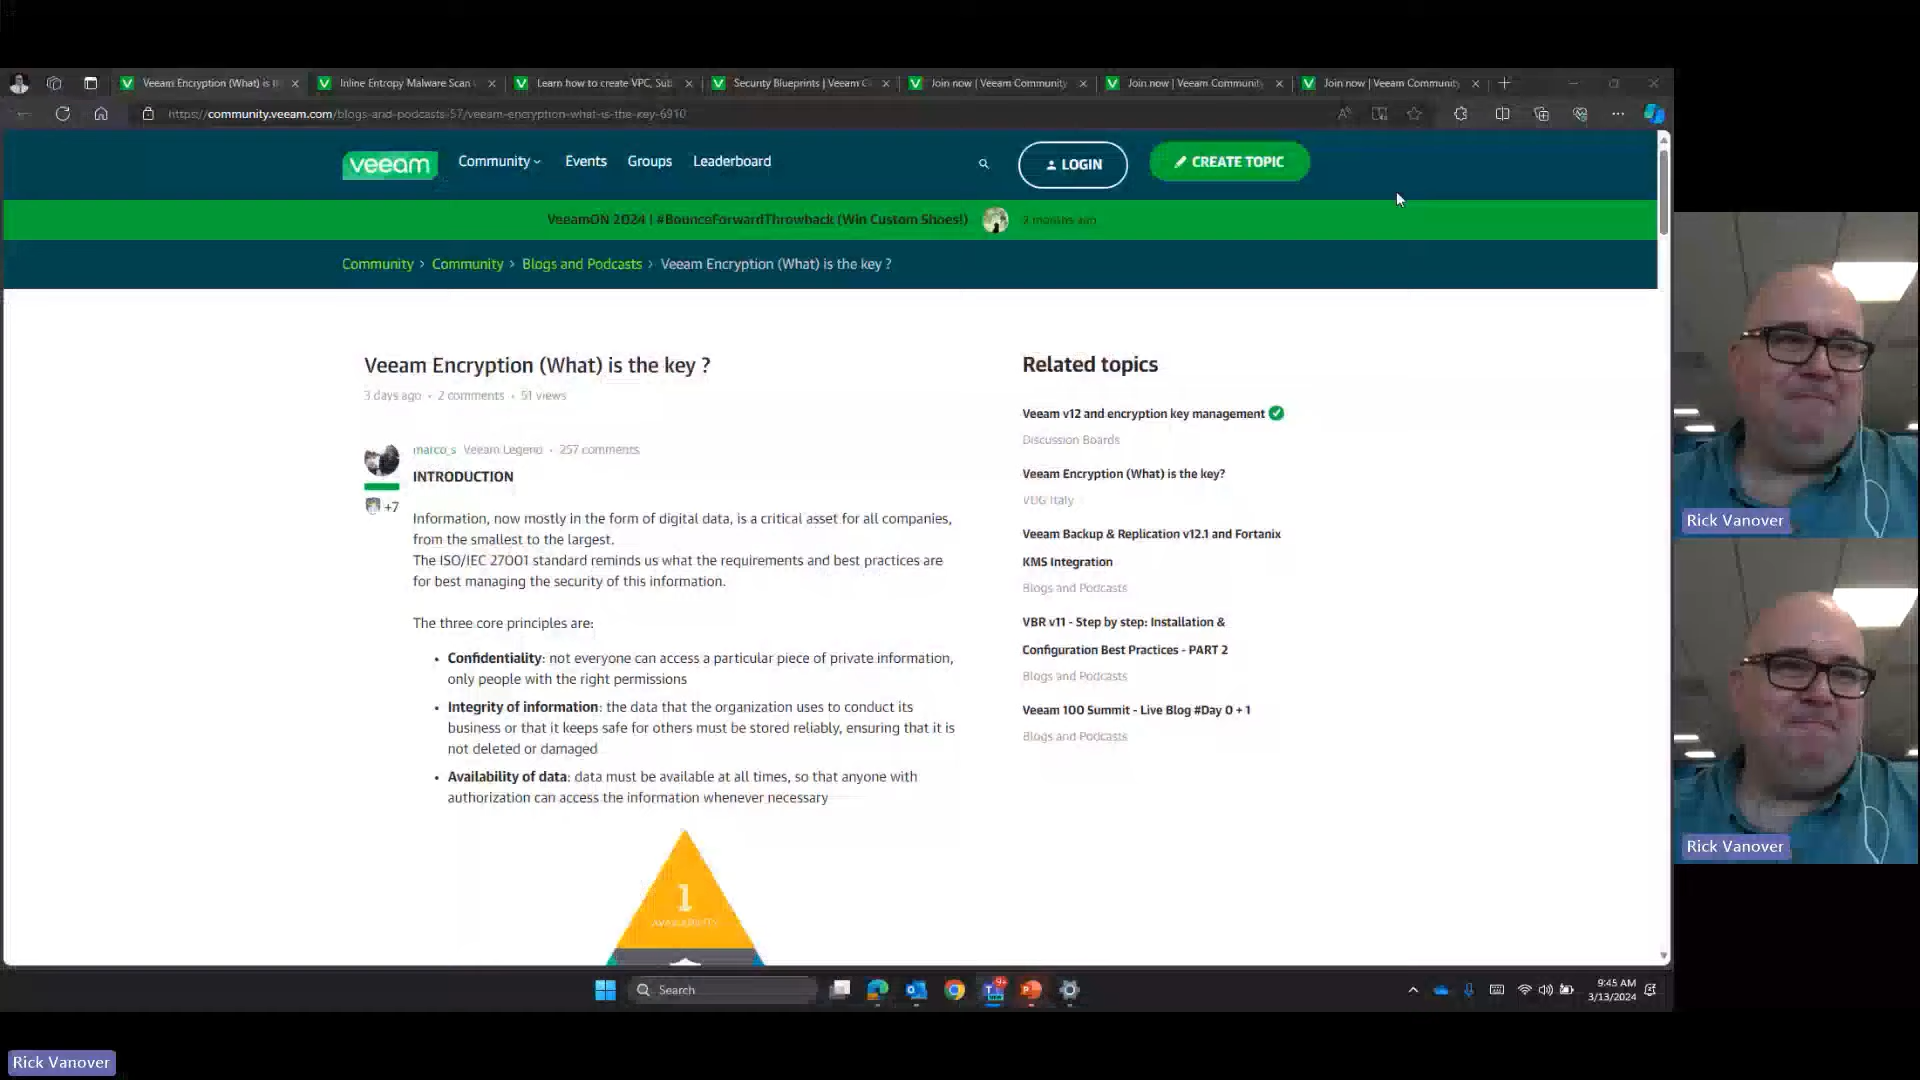 Veeam Encryption (What) is t
Inline Entropy Malware Scan
Learn how to create VPC, Sub
Security Blueprints | Veeam C
Join now | Veeam Community
Join now | Veeam Community
Join now | Veeam Community
https://community.veeam.com/blogs-and-podcasts-57/veeam-encryption-what-is-the-key-6910
veeam
Community
Events
Groups
Leaderboard
LOGIN
CREATE TOPIC
VeeamON 2024 | #BounceForwardThrowback (Win Custom Shoes!)
Community > Community > Blogs and Podcasts > Veeam Encryption (What) is the key ?
Veeam Encryption (What) is the key ?
3 days ago • 2 comments • 51 views
marco_s Veeam Legend • 257 comments
+7
INTRODUCTION
Information, now mostly in the form of digital data, is a critical asset for all companies,
from the smallest to the largest.
The ISO/IEC 27001 standard reminds us what the requirements and best practices are
for best managing the security of this information.
The three core principles are:
• Confidentiality: not everyone can access a particular piece of private information,
only people with the right permissions
• Integrity of information: the data that the organization uses to conduct its
business or that it keeps safe for others must be stored reliably, ensuring that it is
not deleted or damaged
• Availability of data: data must be available at all times, so that anyone with
authorization can access the information whenever necessary
1
AVAILABILITY
Related topics
Veeam v12 and encryption key management
Discussion Boards
Veeam Encryption (What) is the key?
VUG Italy
Veeam Backup & Replication v12.1 and Fortanix
KMS Integration
Blogs and Podcasts
VBR v11 - Step by step: Installation &
Configuration Best Practices - PART 2
Blogs and Podcasts
Veeam 100 Summit - Live Blog #Day 0 + 1
Blogs and Podcasts
Rick Vanover
Rick Vanover
Search
9+
9:45 AM
3/13/2024
Rick Vanover